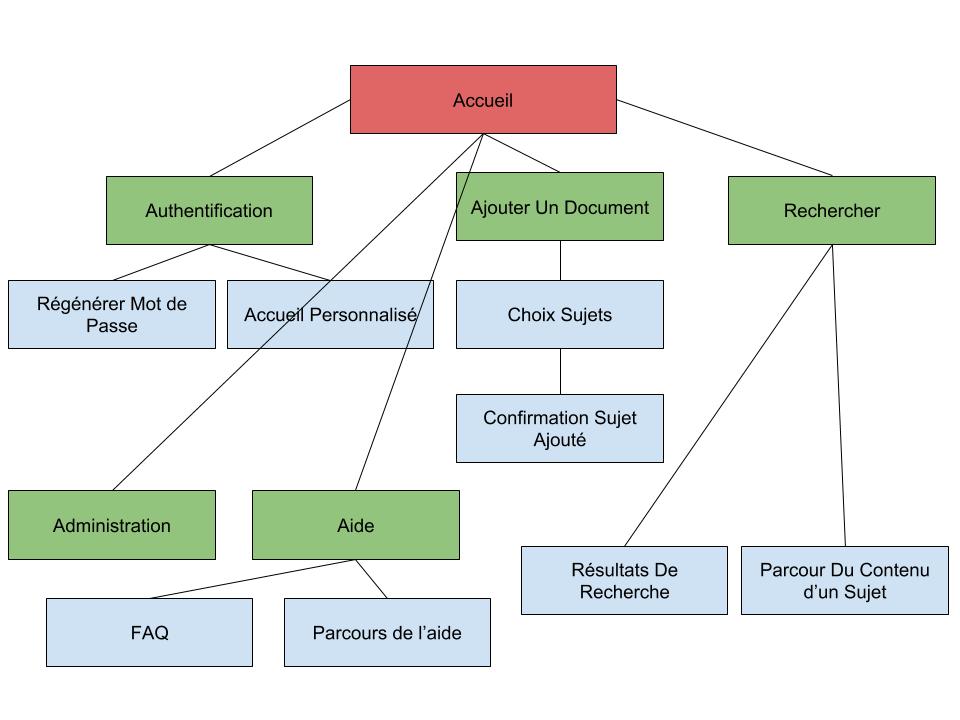 Accueil
Authentification
Ajouter Un Document
Rechercher
Régénérer Mot de
Passe
Accueil Personnalisé
Choix Sujets
Confirmation Sujet
Ajouté
Administration
Aide
Résultats De
Recherche
Parcour Du Contenu
d’un Sujet
FAQ
Parcours de l’aide